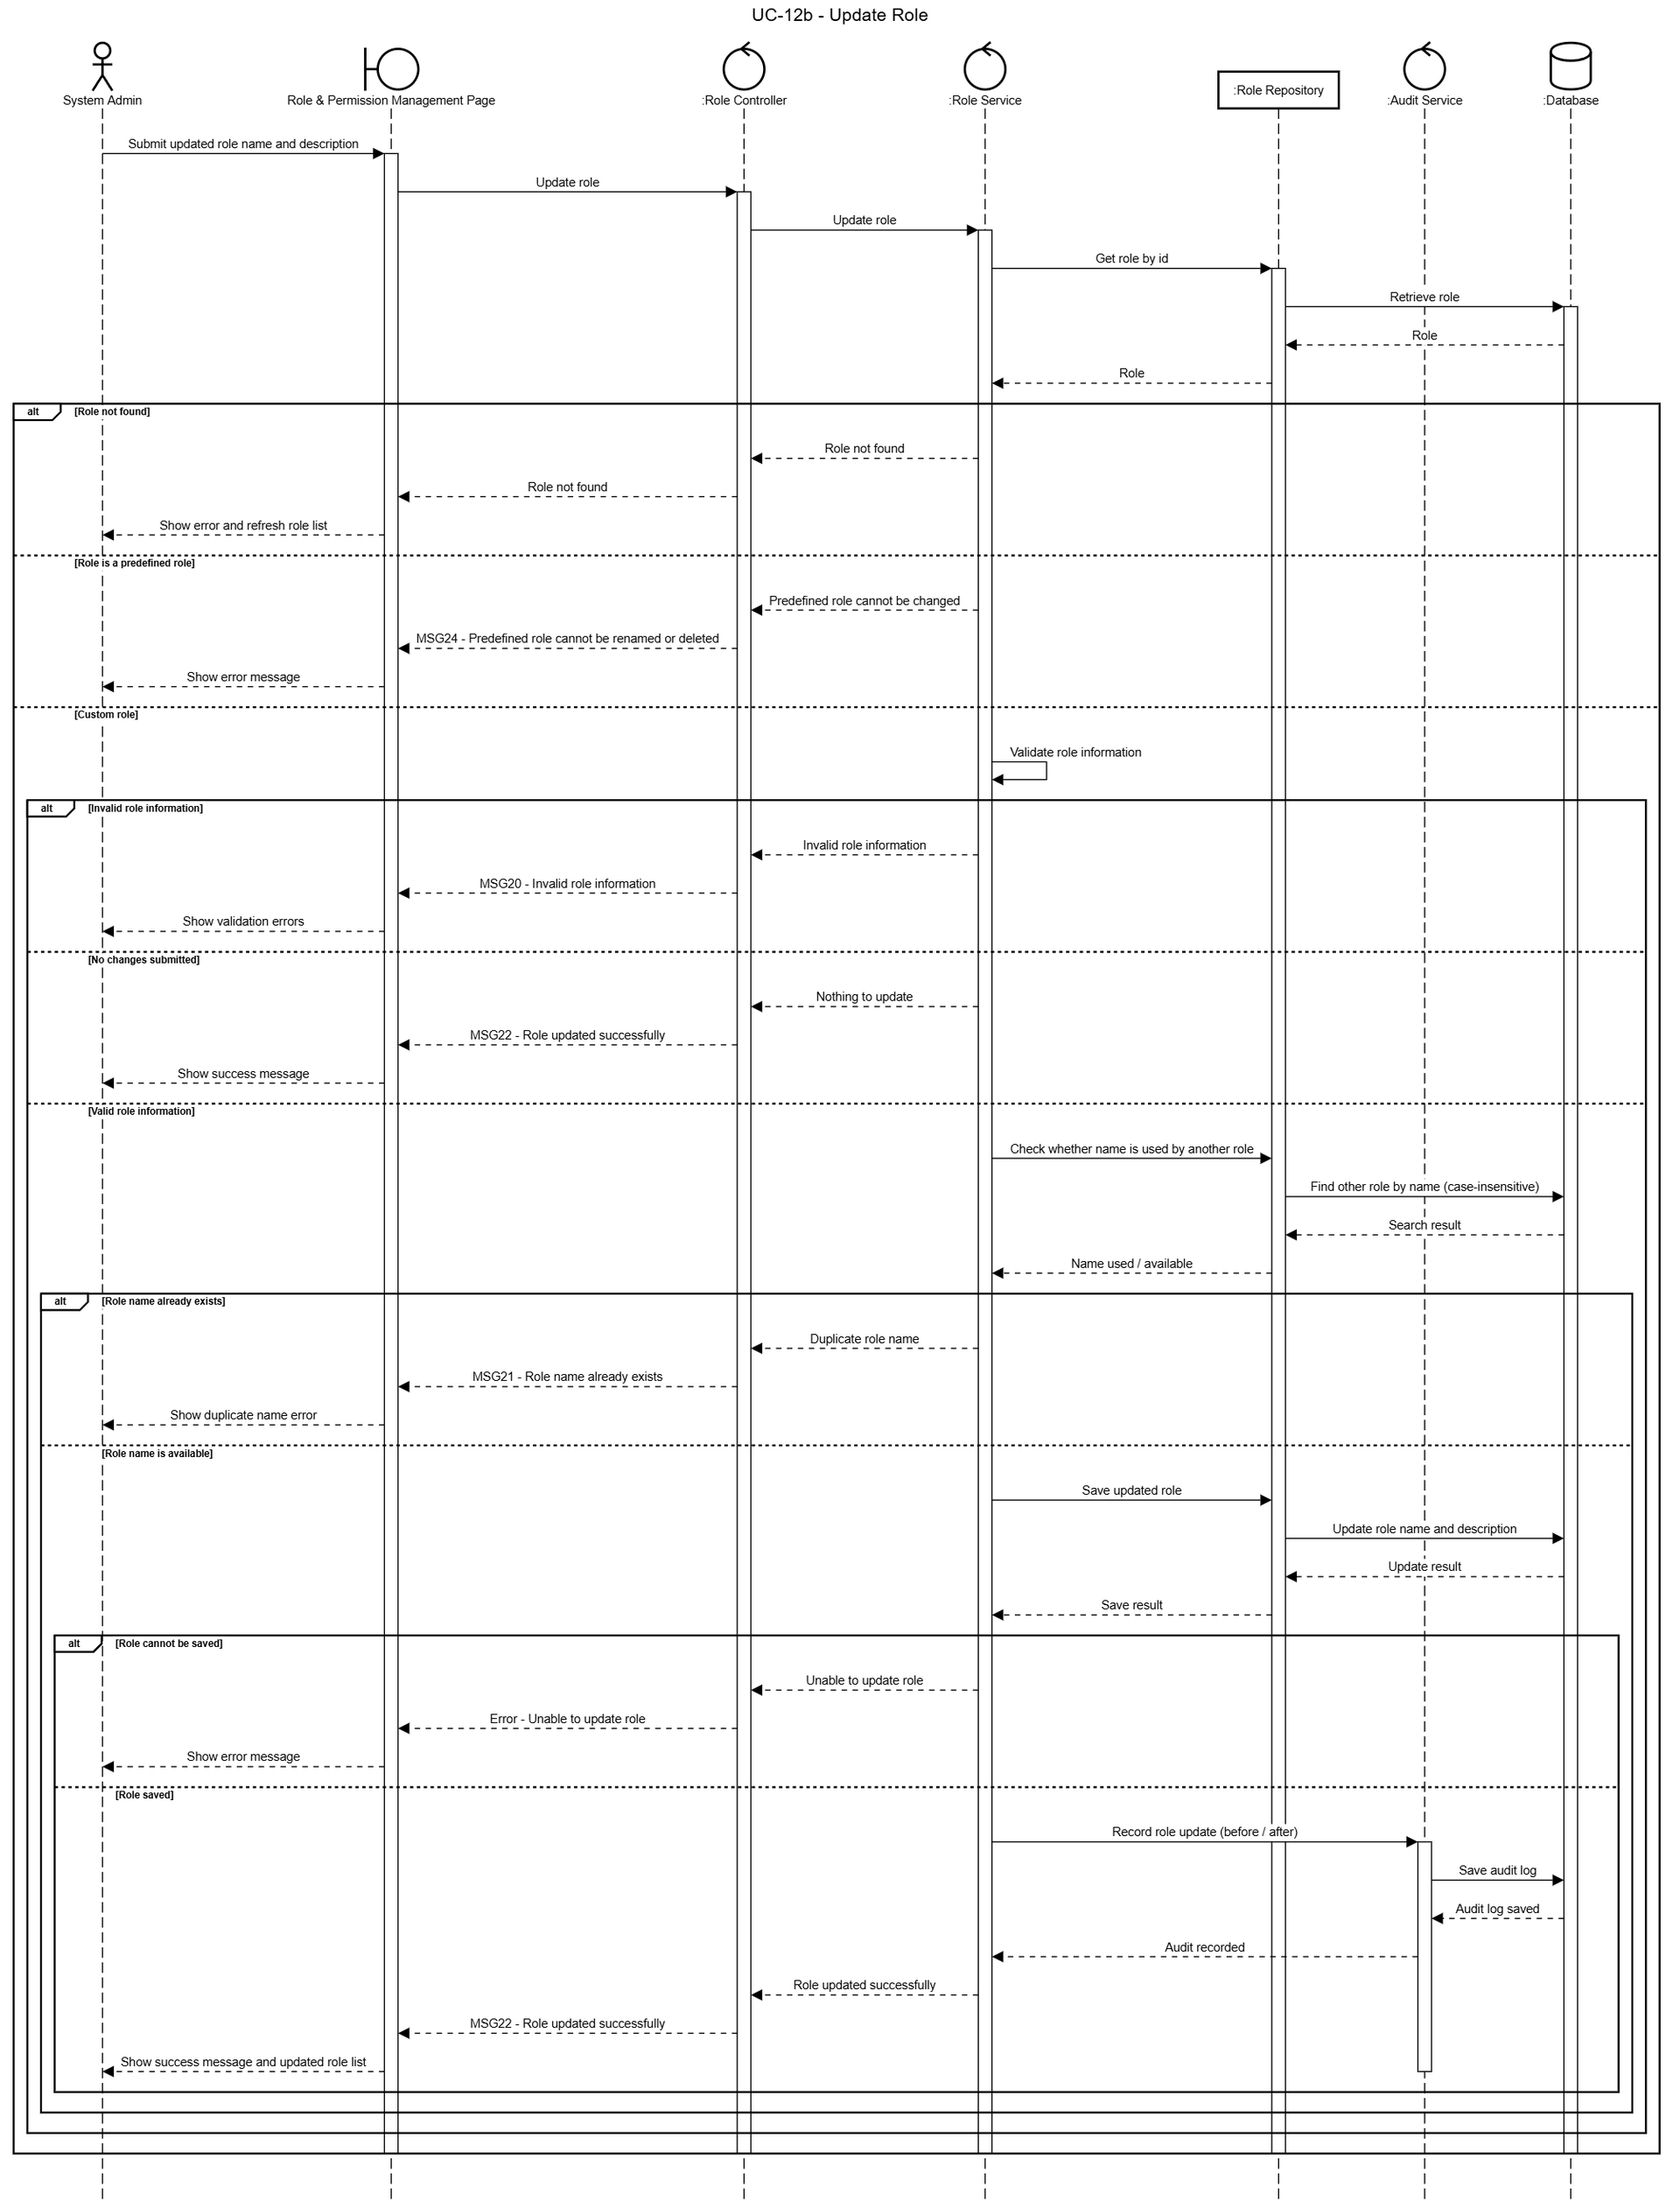 UC-12b - Update Role
System Admin
Role & Permission Management Page
:Role Controller
:Role Service
:Role Repository
:Audit Service
:Database
Submit updated role name and description
Update role
Update role
Get role by id
Retrieve role
Role
Role
alt
[Role not found]
Role not found
Role not found
Show error and refresh role list
[Role is a predefined role]
Predefined role cannot be changed
MSG24 - Predefined role cannot be renamed or deleted
Show error message
[Custom role]
Validate role information
alt
[Invalid role information]
Invalid role information
MSG20 - Invalid role information
Show validation errors
[No changes submitted]
Nothing to update
MSG22 - Role updated successfully
Show success message
[Valid role information]
Check whether name is used by another role
Find other role by name (case-insensitive)
Search result
Name used / available
alt
[Role name already exists]
Duplicate role name
MSG21 - Role name already exists
Show duplicate name error
[Role name is available]
Save updated role
Update role name and description
Update result
Save result
alt
[Role cannot be saved]
Unable to update role
Error - Unable to update role
Show error message
[Role saved]
Record role update (before / after)
Save audit log
Audit log saved
Audit recorded
Role updated successfully
MSG22 - Role updated successfully
Show success message and updated role list